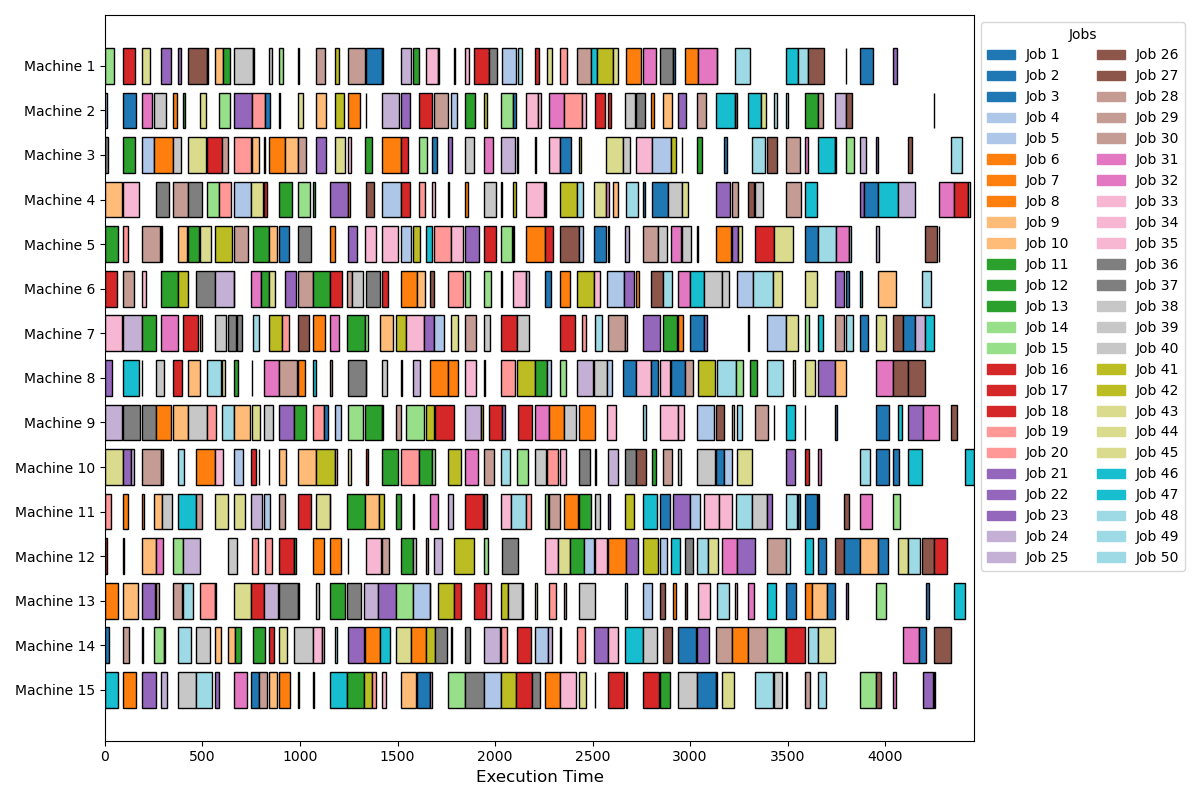 Machine 1
Machine 2
Machine 3
Machine 4
Machine 5
Machine 6
Machine 7
Machine 8
Machine 9
Machine 10
Machine 11
Machine 12
Machine 13
Machine 14
Machine 15
0 500 1000 1500 2000 2500 3000 3500 4000
Execution Time
Jobs
Job 1 Job 26
Job 2 Job 27
Job 3 Job 28
Job 4 Job 29
Job 5 Job 30
Job 6 Job 31
Job 7 Job 32
Job 8 Job 33
Job 9 Job 34
Job 10 Job 35
Job 11 Job 36
Job 12 Job 37
Job 13 Job 38
Job 14 Job 39
Job 15 Job 40
Job 16 Job 41
Job 17 Job 42
Job 18 Job 43
Job 19 Job 44
Job 20 Job 45
Job 21 Job 46
Job 22 Job 47
Job 23 Job 48
Job 24 Job 49
Job 25 Job 50